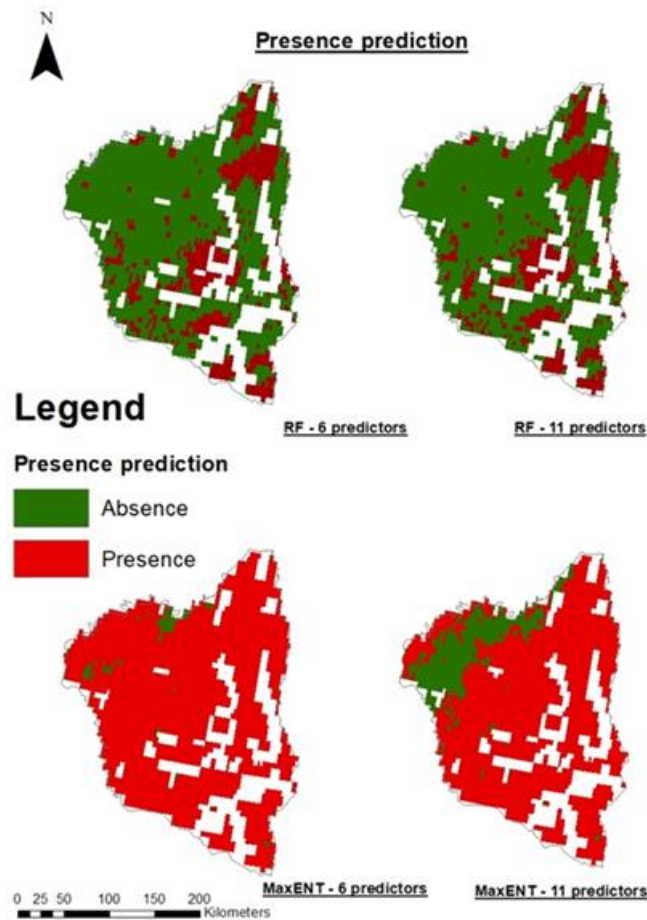 N
Presence prediction
RF - 6 predictors
RF - 11 predictors
Legend
Presence prediction
Absence
Presence
MaxENT - 6 predictors
MaxENT - 11 predictors
0 25 50 100 150 200
Kilometers